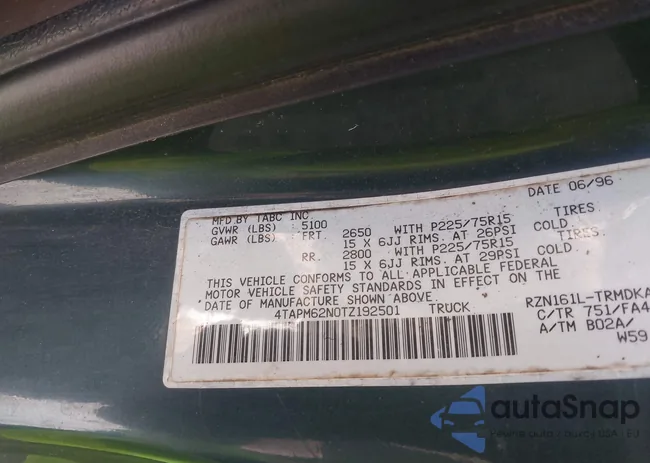 DATE 06/96
MFD BY TABC INC
GVWR (LBS) 5100
GAWR (LBS) FRT 2650 WITH P225/75R15 TIRES.
15 X 6JJ RIMS. AT 26PSI COLD.
RR. 2800 WITH P225/75R15 TIRES.
15 X 6JJ RIMS. AT 29PSI COLD.
THIS VEHICLE CONFORMS TO ALL APPLICABLE FEDERAL
MOTOR VEHICLE SAFETY STANDARDS IN EFFECT ON THE
DATE OF MANUFACTURE SHOWN ABOVE.
4TAPM62N0TZ192501 TRUCK
RZN161L-TRMDKA
C/TR 751/FA4
A/TM B02A/
W59
autoSnap